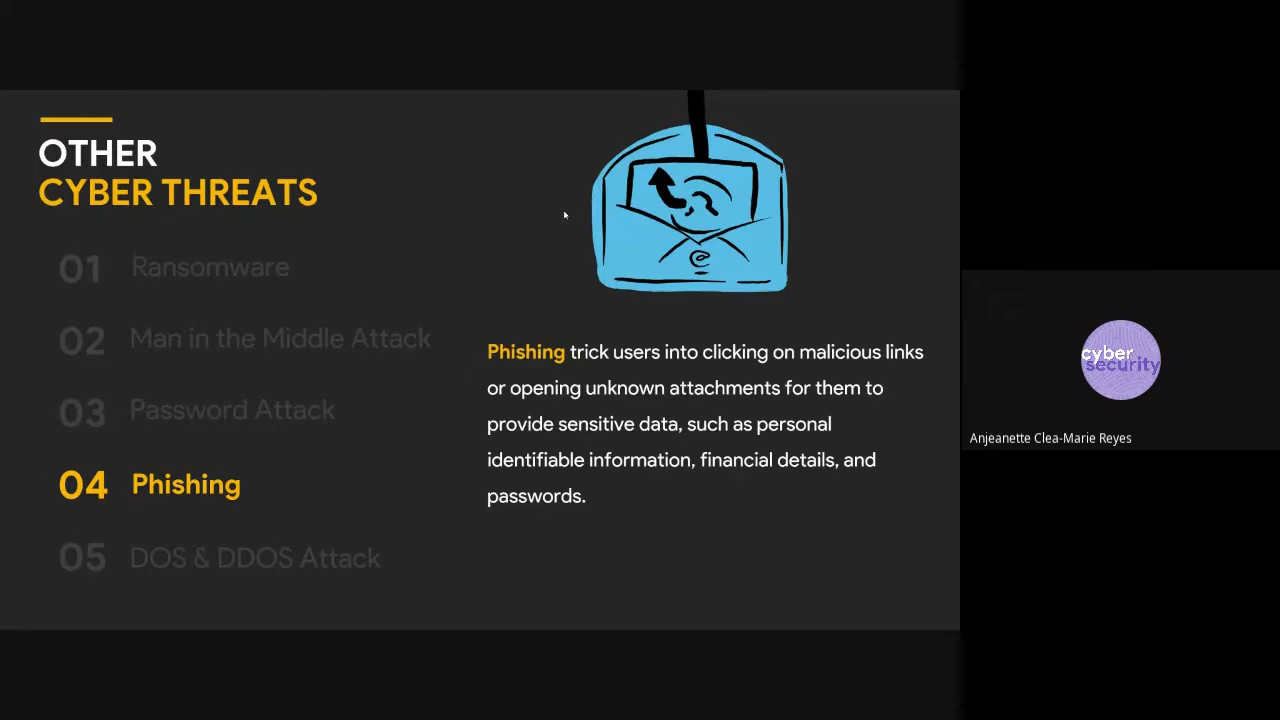 OTHER
CYBER THREATS
01 Ransomware
02 Man in the Middle Attack
03 Password Attack
04 Phishing
05 DOS & DDOS Attack
@
Phishing trick users into clicking on malicious links
or opening unknown attachments for them to
provide sensitive data, such as personal
identifiable information, financial details, and
passwords.
cyber
security
Anjeanette Clea-Marie Reyes